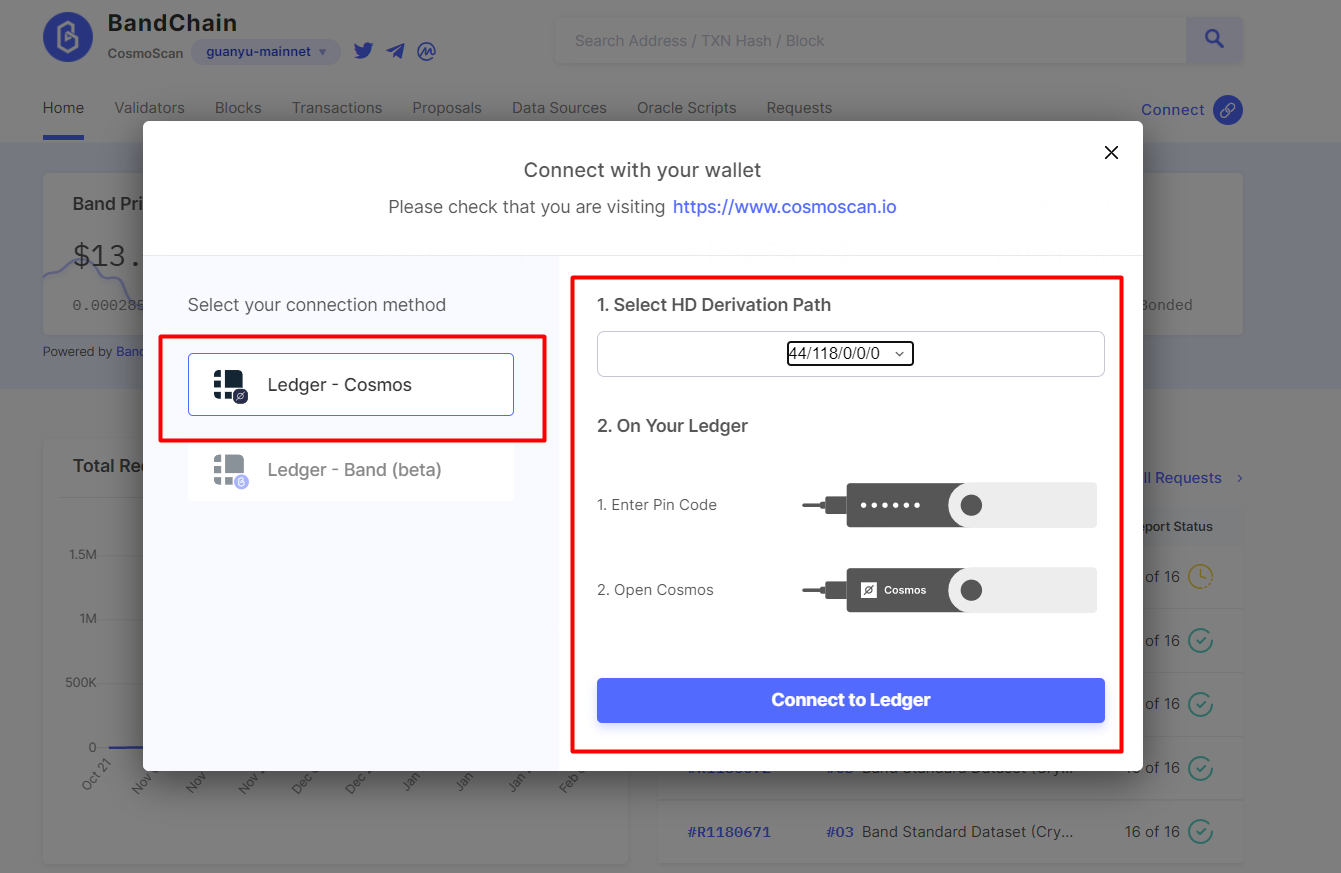 BandChain
CosmoScan guanyu-mainnet
Search Address / TXN Hash / Block
Home Validators Blocks Transactions Proposals Data Sources Oracle Scripts Requests
Connect
Connect with your wallet
Please check that you are visiting https://www.cosmoscan.io
Band Pri
$13.
0.000285
Bonded
Powered by Band
Select your connection method
Ledger - Cosmos
Ledger - Band (beta)
1. Select HD Derivation Path
44/118/0/0/0
2. On Your Ledger
1. Enter Pin Code
2. Open Cosmos
Cosmos
Connect to Ledger
Total Re
ll Requests
port Status
of 16
of 16
of 16
of 16
1.5M
1M
500K
0
Oct 21
Nov
Nov
Nov
Dec
Dec
Jan
Jan
Jan
Feb
#R1180671 #03 Band Standard Dataset (Cry... 16 of 16